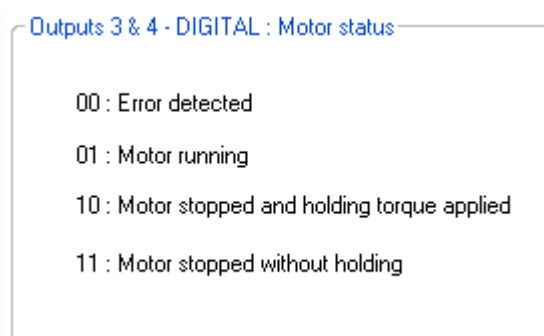 Outputs 3 & 4 - DIGITAL : Motor status
00 : Error detected
01 : Motor running
10 : Motor stopped and holding torque applied
11 : Motor stopped without holding